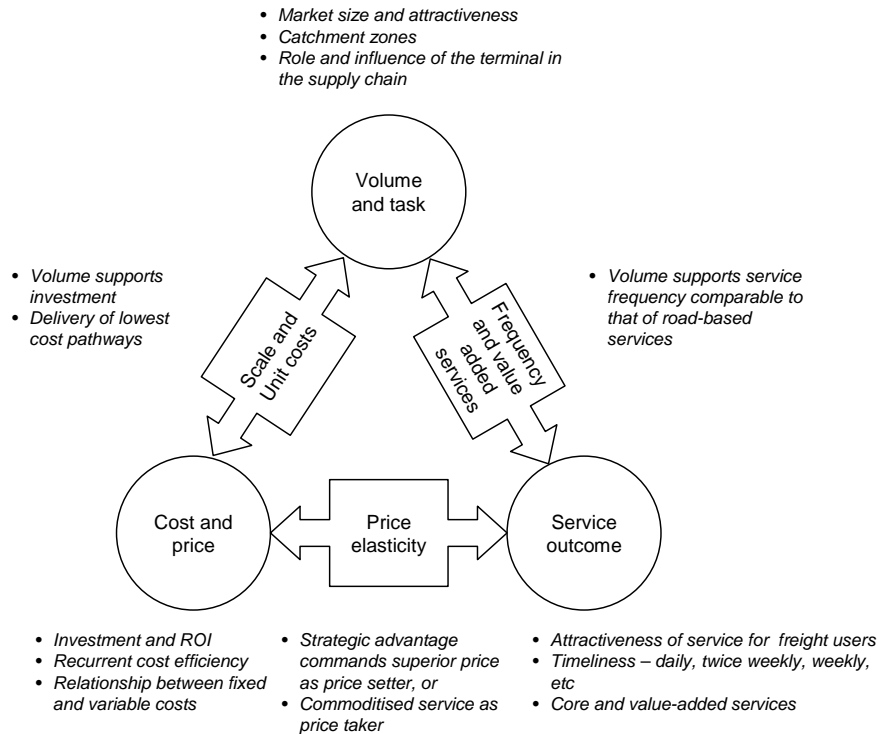 • Market size and attractiveness
• Catchment zones
• Role and influence of the terminal in
the supply chain
Volume
and task
• Volume supports
investment
• Delivery of lowest
cost pathways
Scale and
Unit costs
Frequency
and value
added
services
• Volume supports service
frequency comparable to
that of road-based
services
Cost and
price
Price
elasticity
Service
outcome
• Investment and ROI
• Recurrent cost efficiency
• Relationship between fixed
and variable costs
• Strategic advantage
commands superior price
as price setter, or
• Commoditised service as
price taker
• Attractiveness of service for freight users
• Timeliness – daily, twice weekly, weekly,
etc
• Core and value-added services